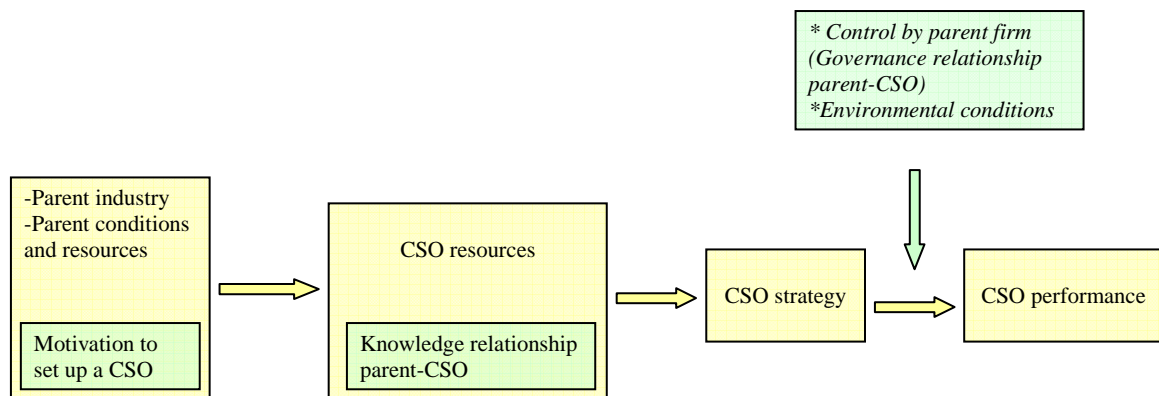 * Control by parent firm
(Governance relationship
parent-CSO)
*Environmental conditions
-Parent industry
-Parent conditions
and resources
Motivation to
set up a CSO
CSO resources
Knowledge relationship
parent-CSO
CSO strategy
CSO performance